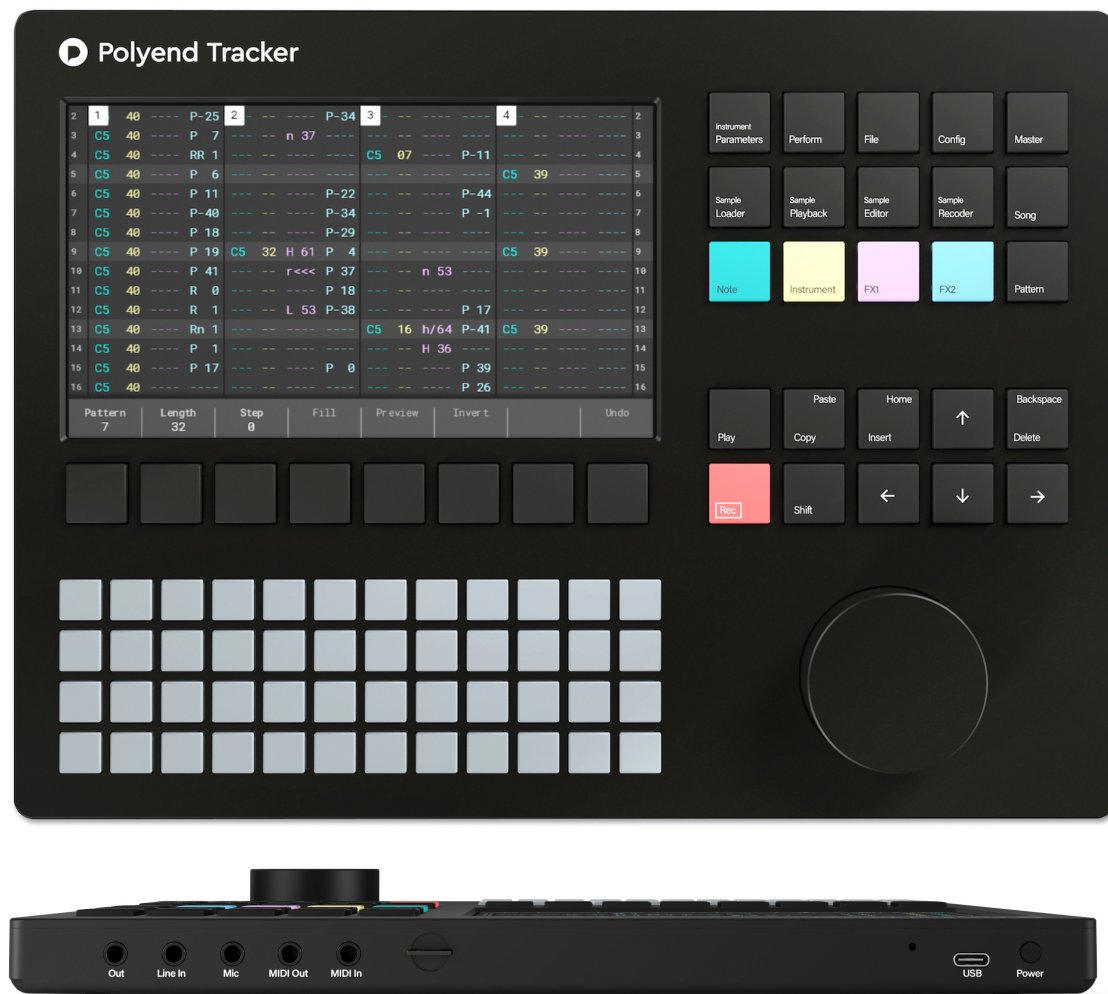 Polyend Tracker
2 1 40 ---- P-25 2 - -- ---- P-34 3 - -- ---- ---- 4 - -- ---- ---- 2
3 C5 40 ---- P 7 --- -- n 37 ---- --- -- ---- ---- --- -- ---- ---- 3
4 C5 40 ---- RR 1 --- -- ---- ---- C5 07 ---- P-11 --- -- ---- ---- 4
5 C5 40 ---- P 6 --- -- ---- ---- --- -- ---- ---- C5 39 ---- ---- 5
6 C5 40 ---- P 11 --- -- ---- P-22 --- -- ---- P-44 --- -- ---- ---- 6
7 C5 40 ---- P-40 --- -- ---- P-34 --- -- ---- P -1 --- -- ---- ---- 7
8 C5 40 ---- P 18 --- -- ---- P-29 --- -- ---- ---- --- -- ---- ---- 8
9 C5 40 ---- P 19 C5 32 H 61 P 4 --- -- ---- ---- C5 39 ---- ---- 9
10 C5 40 ---- P 41 --- -- r<<< P 37 --- -- n 53 ---- --- -- ---- ---- 10
11 C5 40 ---- R 0 --- -- ---- P 18 --- -- ---- ---- --- -- ---- ---- 11
12 C5 40 ---- R 1 --- -- L 53 P-38 --- -- ---- P 17 --- -- ---- ---- 12
13 C5 40 ---- Rn 1 --- -- ---- ---- C5 16 h/64 P-41 C5 39 ---- ---- 13
14 C5 40 ---- P 1 --- -- ---- ---- --- -- H 36 ---- --- -- ---- ---- 14
15 C5 40 ---- P 17 --- -- ---- P 0 --- -- ---- P 39 --- -- ---- ---- 15
16 C5 40 ---- ---- --- -- ---- ---- --- -- ---- P 26 --- -- ---- ---- 16
Pattern Length Step Fill Preview Invert Undo
7 32 0
Instrument
Parameters Perform File Config Master
Sample Sample Sample Sample
Loader Playback Editor Recoder Song
Note Instrument FX1 FX2 Pattern
Paste Home ↑ Backspace
Play Copy Insert Delete
Rec Shift ← ↓ →
Out Line In Mic MIDI Out MIDI In USB Power